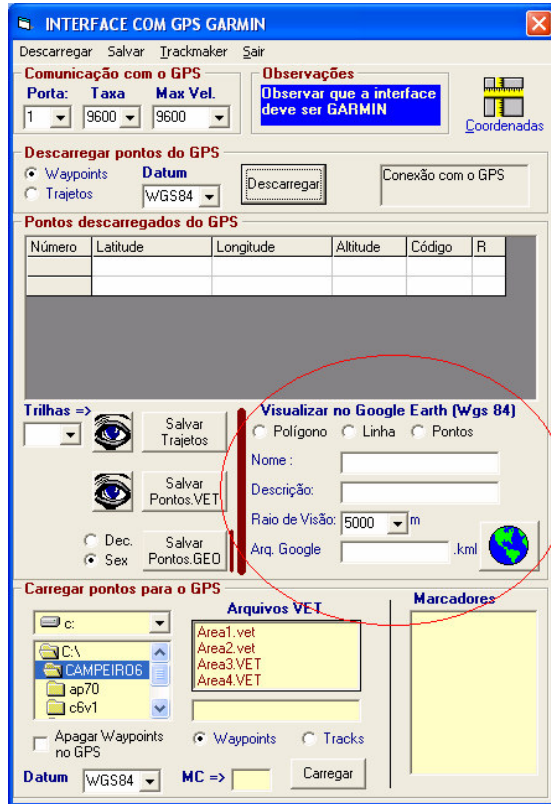 INTERFACE COM GPS GARMIN
Descarregar Salvar Trackmaker Sair
Comunicação com o GPS
Porta: Taxa Max Vel.
1 9600 9600
Observações
Observar que a interface
deve ser GARMIN
Coordenadas
Descarregar pontos do GPS
Waypoints
Trajetos
Datum
WGS84
Descarregar
Conexão com o GPS
Pontos descarregados do GPS
Número Latitude Longitude Altitude Código R
Trilhas =>
Salvar
Trajetos
Salvar
Pontos.VET
Dec.
Sex
Salvar
Pontos.GEO
Visualizar no Google Earth (Wgs 84)
Polígono Linha Pontos
Nome :
Descrição:
Raio de Visão: 5000 m
Arq. Google .kml
Carregar pontos para o GPS
c:
C:\
CAMPEIRO6
ap70
c6v1
Arquivos VET
Area1.vet
Area2.vet
Area3.VET
Area4.VET
Marcadores
Apagar Waypoints
no GPS
Waypoints Tracks
Datum WGS84 MC => Carregar